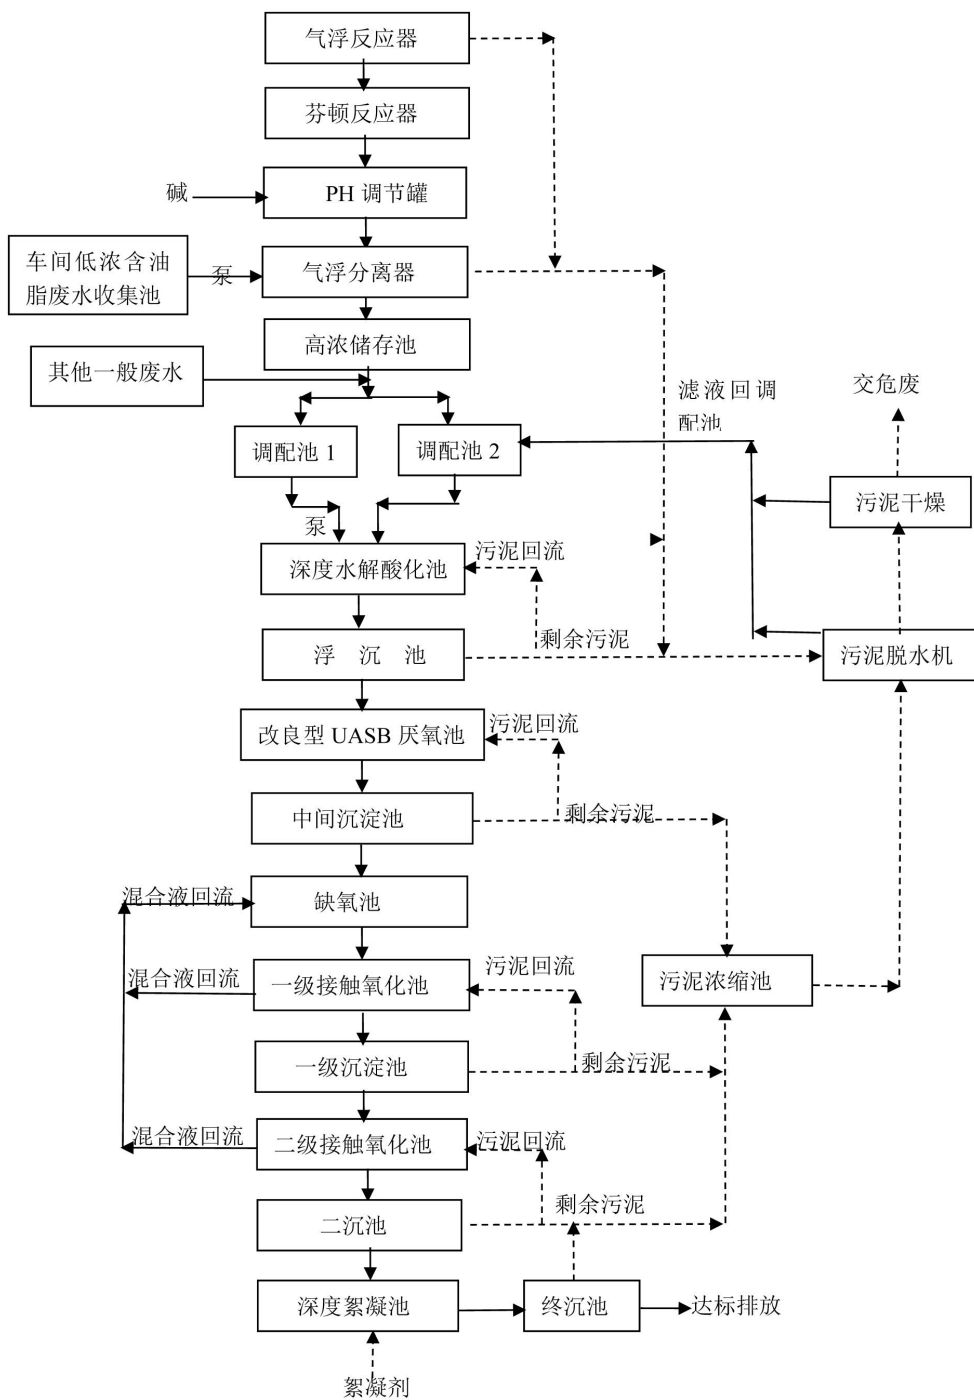 气浮反应器
芬顿反应器
碱
PH 调节罐
车间低浓含油
脂废水收集池
泵
气浮分离器
高浓储存池
其他一般废水
滤液回调
配池
交危废
调配池 1
调配池 2
污泥干燥
泵
污泥回流
深度水解酸化池
剩余污泥
浮 沉 池
污泥脱水机
污泥回流
改良型 UASB 厌氧池
剩余污泥
中间沉淀池
混合液回流
缺氧池
混合液回流
一级接触氧化池
污泥回流
污泥浓缩池
一级沉淀池
剩余污泥
混合液回流
二级接触氧化池
污泥回流
剩余污泥
二沉池
深度絮凝池
终沉池
达标排放
絮凝剂